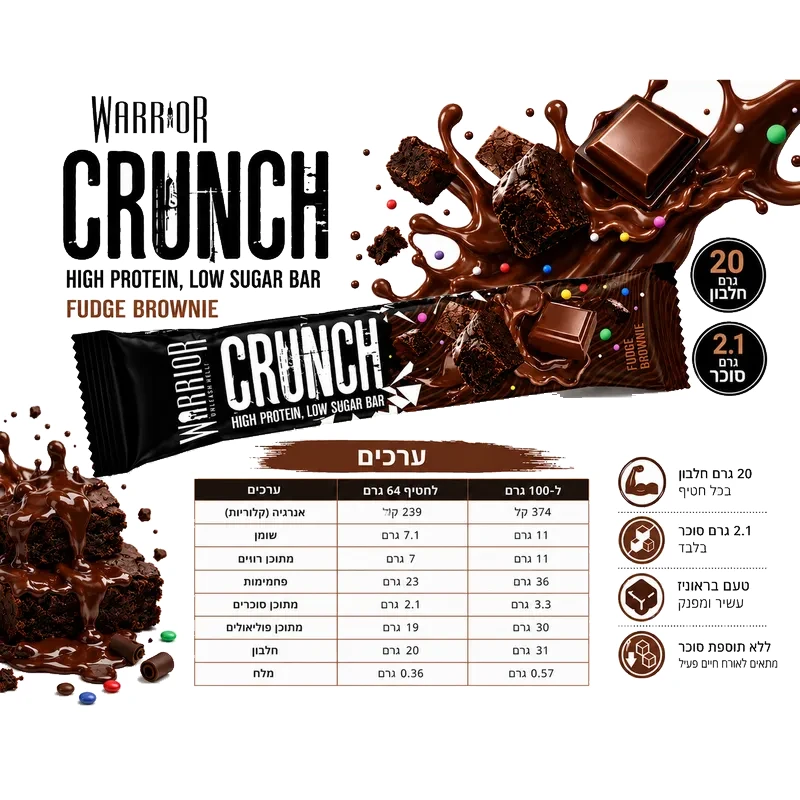 WARRIOR
CRUNCH
HIGH PROTEIN, LOW SUGAR BAR
FUDGE BROWNIE
20
גרם
חלבון
2.1
גרם
סוכר
WARRIOR
UNLEASH HELL!
CRUNCH
HIGH PROTEIN, LOW SUGAR BAR
FUDGE
BROWNIE
ערכים
ערכים לחטיף 64 גרם ל-100 גרם
אנרגיה (קלוריות) 239 קל 374 קל
שומן 7.1 גרם 11 גרם
מתוכן רווים 7 גרם 11 גרם
פחמימות 23 גרם 36 גרם
מתוכן סוכרים 2.1 גרם 3.3 גרם
מתוכן פוליאולים 19 גרם 30 גרם
חלבון 20 גרם 31 גרם
מלח 0.36 גרם 0.57 גרם
20 גרם חלבון
בכל חטיף
2.1 גרם סוכר
בלבד
טעם בראוניז
עשיר ומפנק
ללא תוספת סוכר
מתאים לאורח חיים פעיל